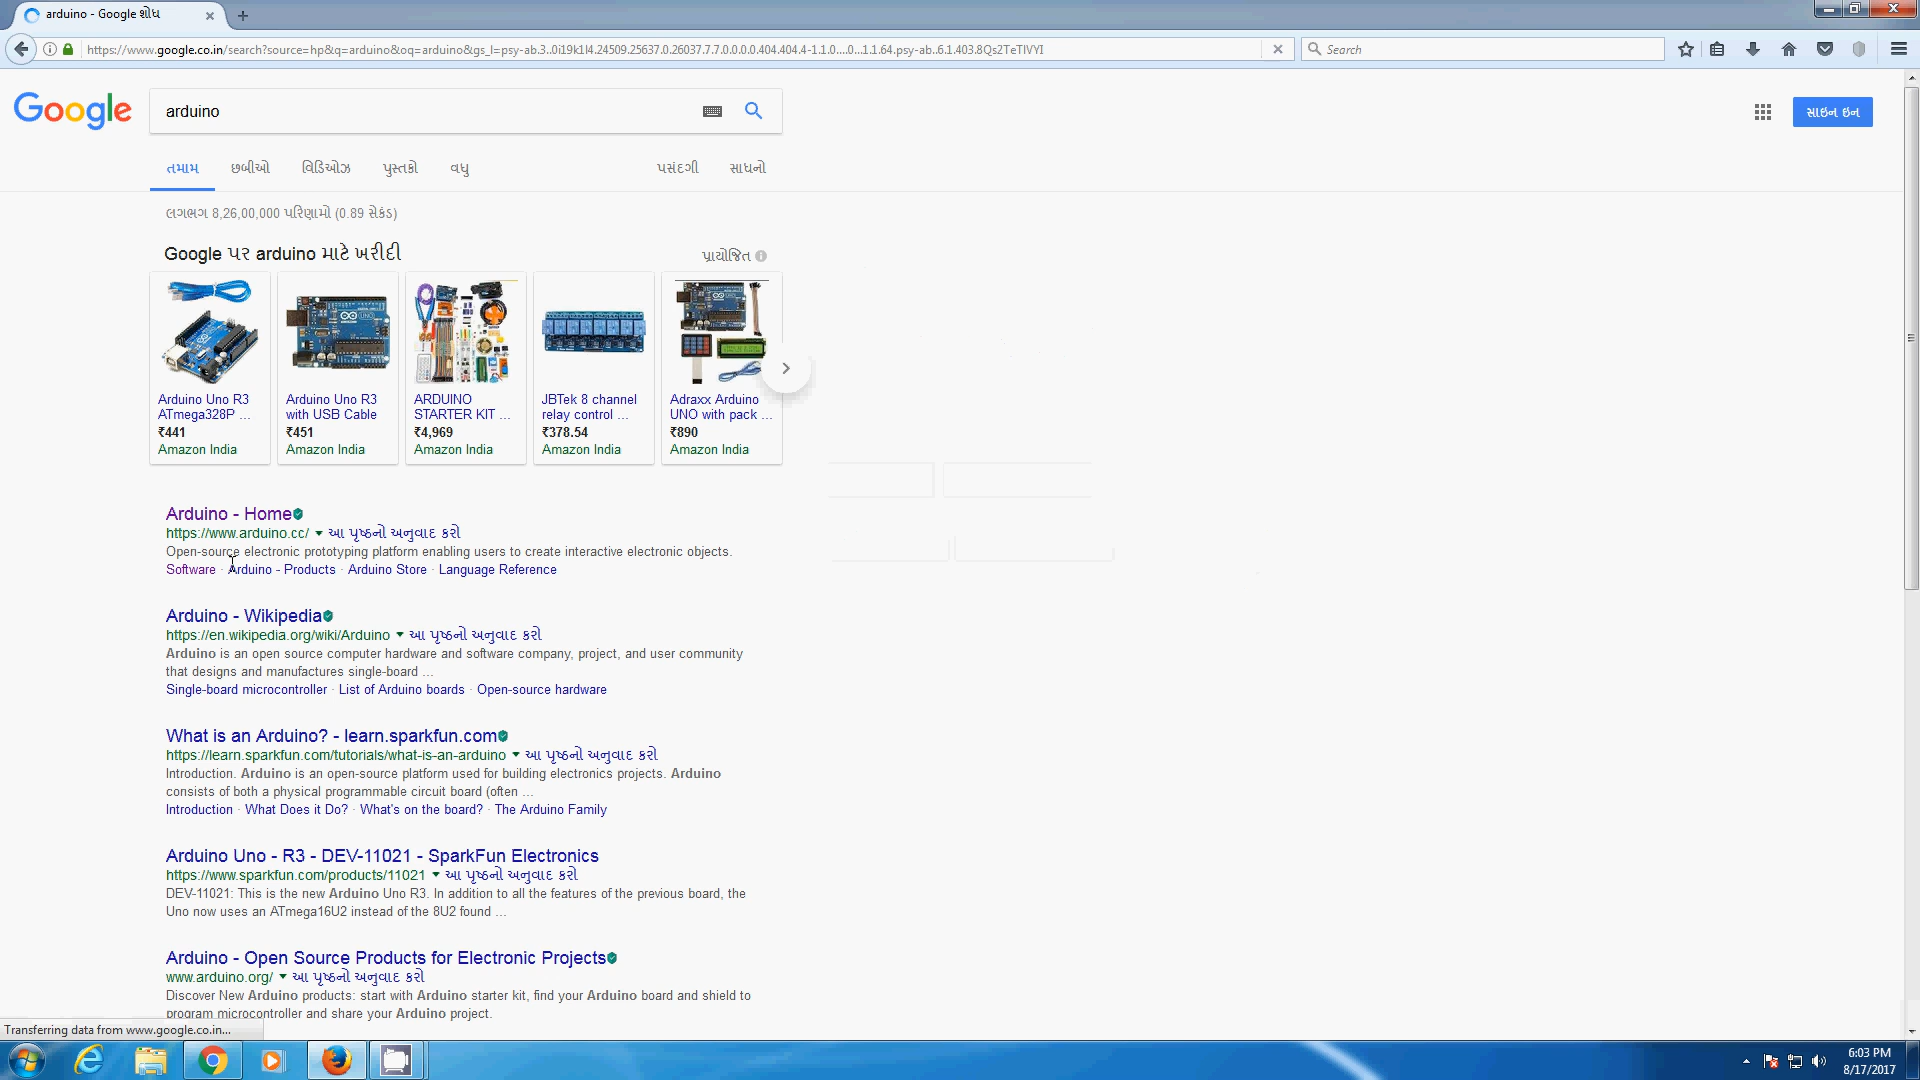 arduino - Google શોધ
https://www.google.co.in/search?source=hp&q=arduino&oq=arduino&gs_l=psy-ab.3..0i19k1l4.24509.25637.0.26037.7.7.0.0.0.0.404.404.4-1.1.0....0...1.1.64.psy-ab..6.1.403.8Qs2TeTIVYI
Search
Google
arduino
સાઇન ઇન
તમામ છબીઓ વિડિઓઝ પુસ્તકો વધુ પસંદગી સાધનો
લગભગ 8,26,00,000 પરિણામો (0.89 સેકંડ)
Google પર arduino માટે ખરીદી પ્રાયોજિત
Arduino Uno R3 ATmega328P ...
₹441
Amazon India
Arduino Uno R3 with USB Cable
₹451
Amazon India
ARDUINO STARTER KIT ...
₹4,969
Amazon India
JBTek 8 channel relay control ...
₹378.54
Amazon India
Adraxx Arduino UNO with pack ...
₹890
Amazon India
Arduino - Home
https://www.arduino.cc/ આ પૃષ્ઠનો અનુવાદ કરો
Open-source electronic prototyping platform enabling users to create interactive electronic objects.
Software · Arduino - Products · Arduino Store · Language Reference
Arduino - Wikipedia
https://en.wikipedia.org/wiki/Arduino આ પૃષ્ઠનો અનુવાદ કરો
Arduino is an open source computer hardware and software company, project, and user community
that designs and manufactures single-board ...
Single-board microcontroller · List of Arduino boards · Open-source hardware
What is an Arduino? - learn.sparkfun.com
https://learn.sparkfun.com/tutorials/what-is-an-arduino આ પૃષ્ઠનો અનુવાદ કરો
Introduction. Arduino is an open-source platform used for building electronics projects. Arduino
consists of both a physical programmable circuit board (often ...
Introduction · What Does it Do? · What's on the board? · The Arduino Family
Arduino Uno - R3 - DEV-11021 - SparkFun Electronics
https://www.sparkfun.com/products/11021 આ પૃષ્ઠનો અનુવાદ કરો
DEV-11021: This is the new Arduino Uno R3. In addition to all the features of the previous board, the
Uno now uses an ATmega16U2 instead of the 8U2 found ...
Arduino - Open Source Products for Electronic Projects
www.arduino.org/ આ પૃષ્ઠનો અનુવાદ કરો
Discover New Arduino products: start with Arduino starter kit, find your Arduino board and shield to
program microcontroller and share your Arduino project.
Transferring data from www.google.co.in...
6:03 PM
8/17/2017